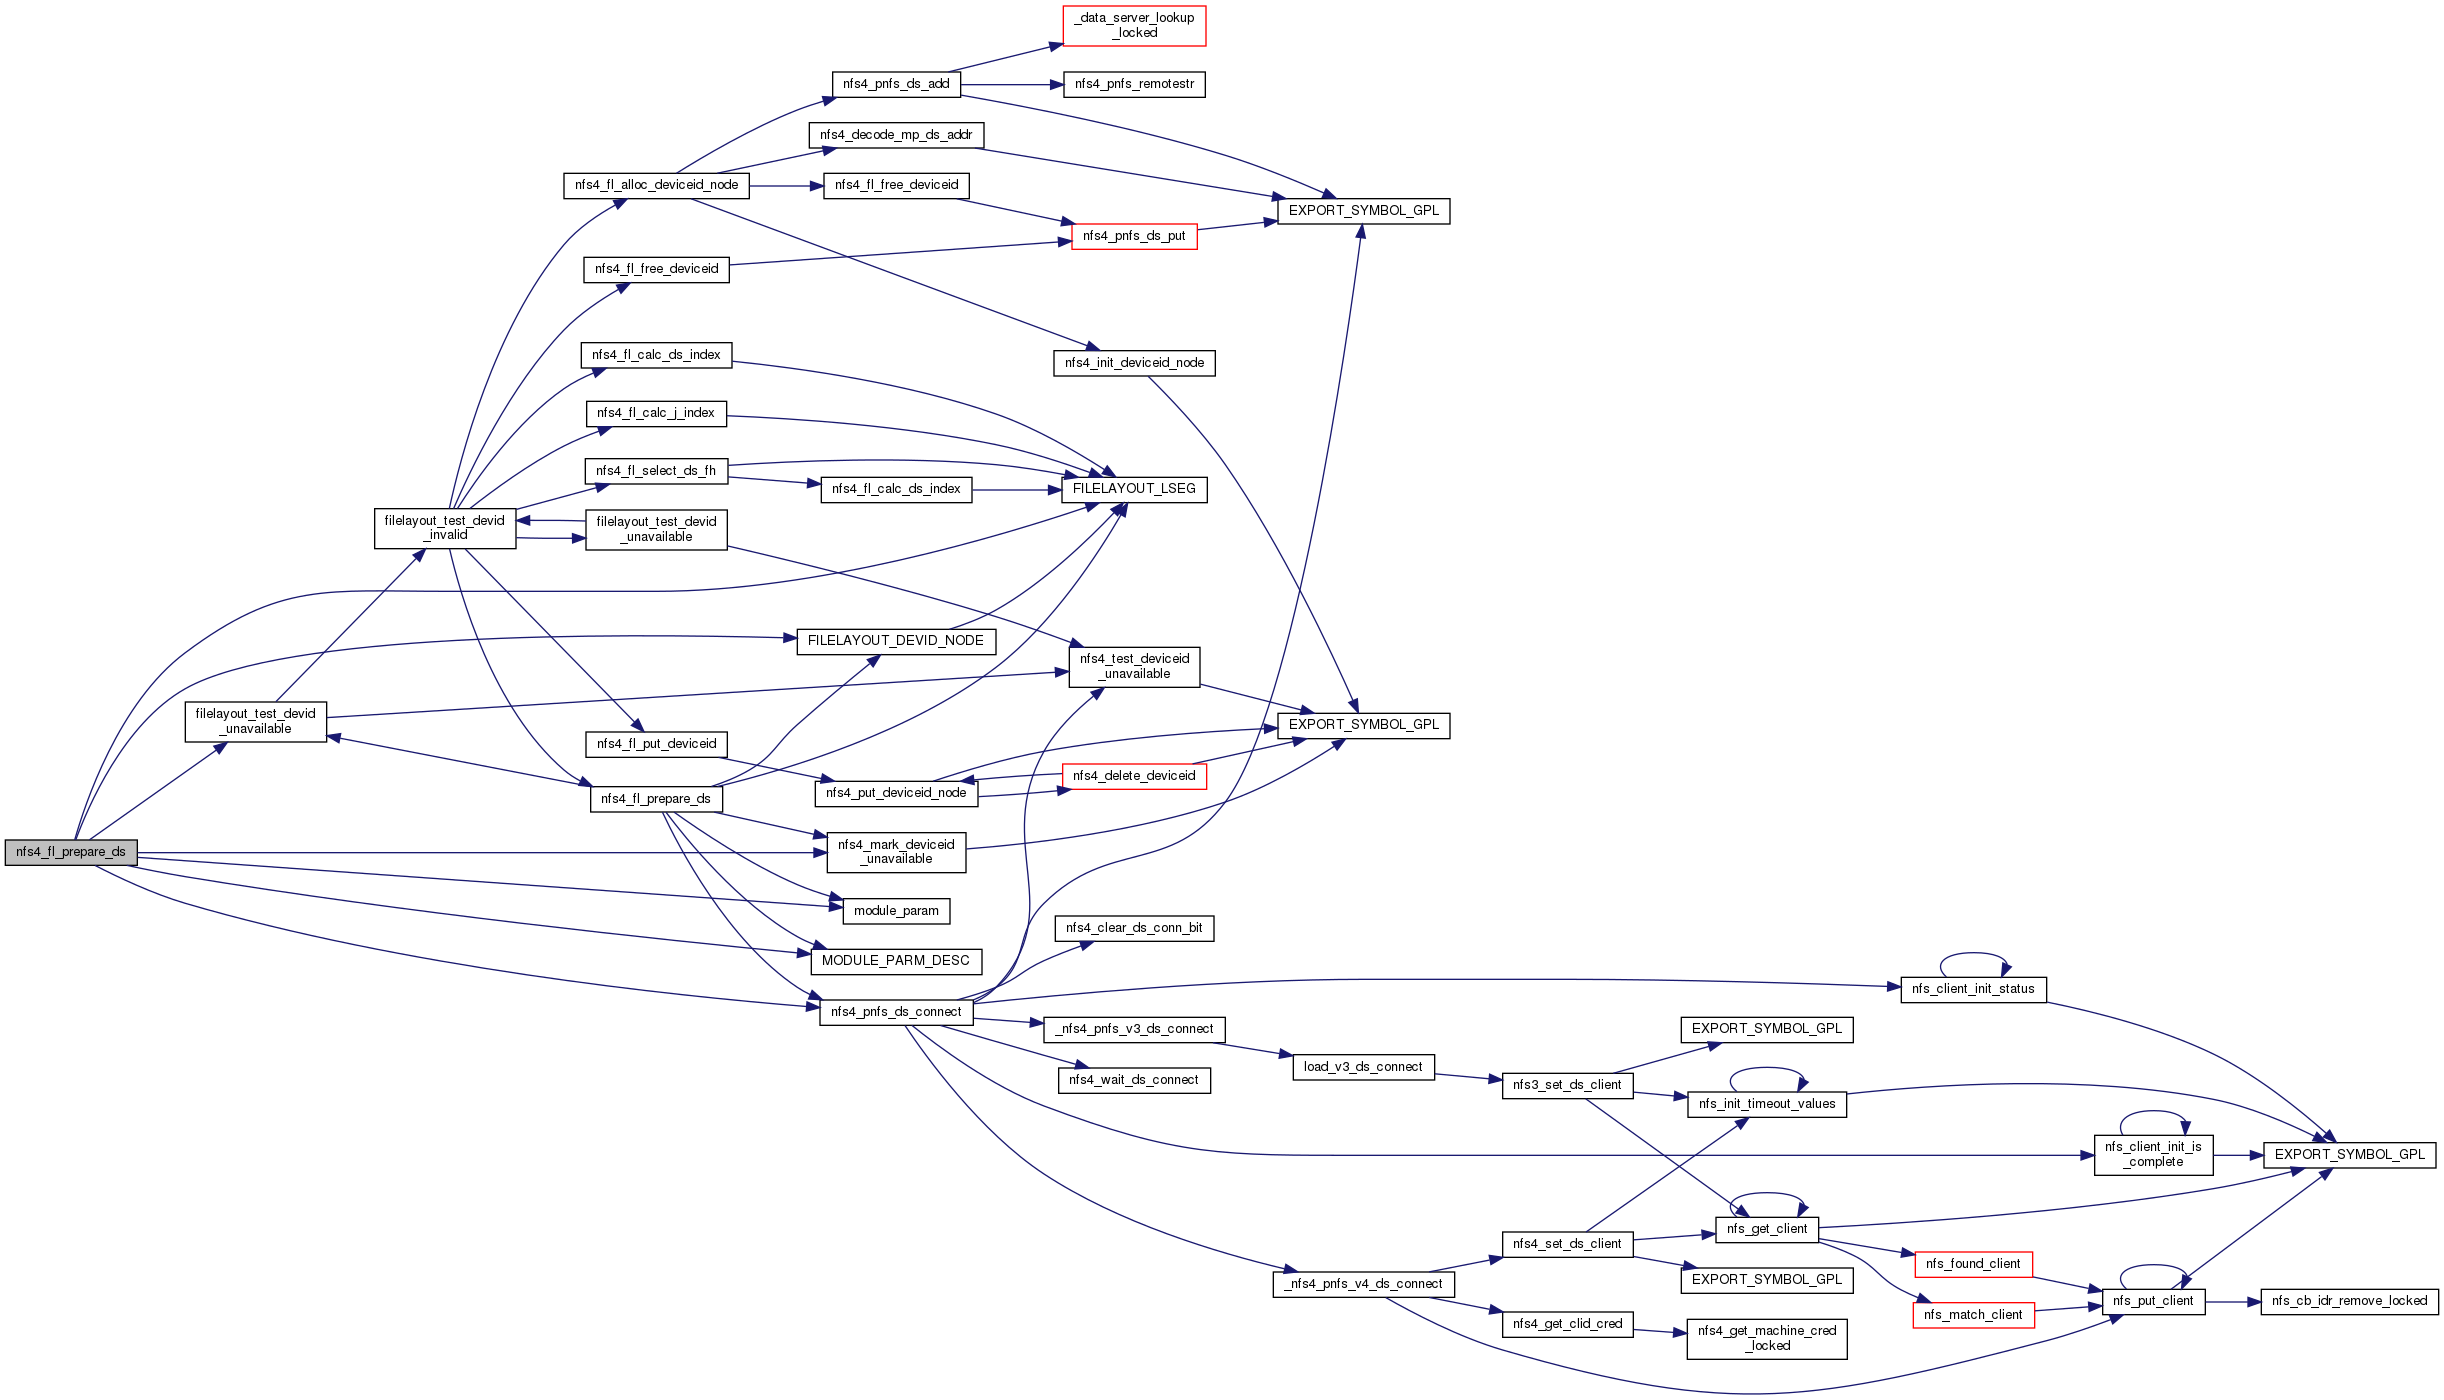 _data_server_lookup
_locked
nfs4_pnfs_ds_add
nfs4_pnfs_remotestr
nfs4_decode_mp_ds_addr
nfs4_fl_alloc_deviceid_node
nfs4_fl_free_deviceid
EXPORT_SYMBOL_GPL
nfs4_pnfs_ds_put
nfs4_fl_free_deviceid
nfs4_fl_calc_ds_index
nfs4_init_deviceid_node
nfs4_fl_calc_j_index
nfs4_fl_select_ds_fh
nfs4_fl_calc_ds_index
FILELAYOUT_LSEG
filelayout_test_devid
_invalid
filelayout_test_devid
_unavailable
FILELAYOUT_DEVID_NODE
nfs4_test_deviceid
_unavailable
filelayout_test_devid
_unavailable
EXPORT_SYMBOL_GPL
nfs4_fl_put_deviceid
nfs4_delete_deviceid
nfs4_put_deviceid_node
nfs4_fl_prepare_ds
nfs4_fl_prepare_ds
nfs4_mark_deviceid
_unavailable
module_param
nfs4_clear_ds_conn_bit
MODULE_PARM_DESC
nfs_client_init_status
nfs4_pnfs_ds_connect
_nfs4_pnfs_v3_ds_connect
EXPORT_SYMBOL_GPL
load_v3_ds_connect
nfs4_wait_ds_connect
nfs3_set_ds_client
nfs_init_timeout_values
nfs_client_init_is
_complete
EXPORT_SYMBOL_GPL
nfs_get_client
nfs4_set_ds_client
nfs_found_client
_nfs4_pnfs_v4_ds_connect
EXPORT_SYMBOL_GPL
nfs_put_client
nfs_cb_idr_remove_locked
nfs_match_client
nfs4_get_clid_cred
nfs4_get_machine_cred
_locked